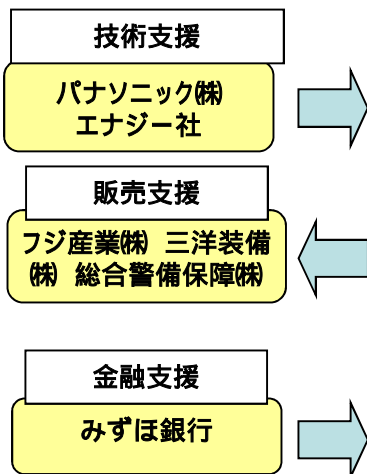 技術支援
パナソニック㈱
エナジー社
販売支援
フジ産業㈱ 三洋装備
㈱ 総合警備保障㈱
金融支援
みずほ銀行